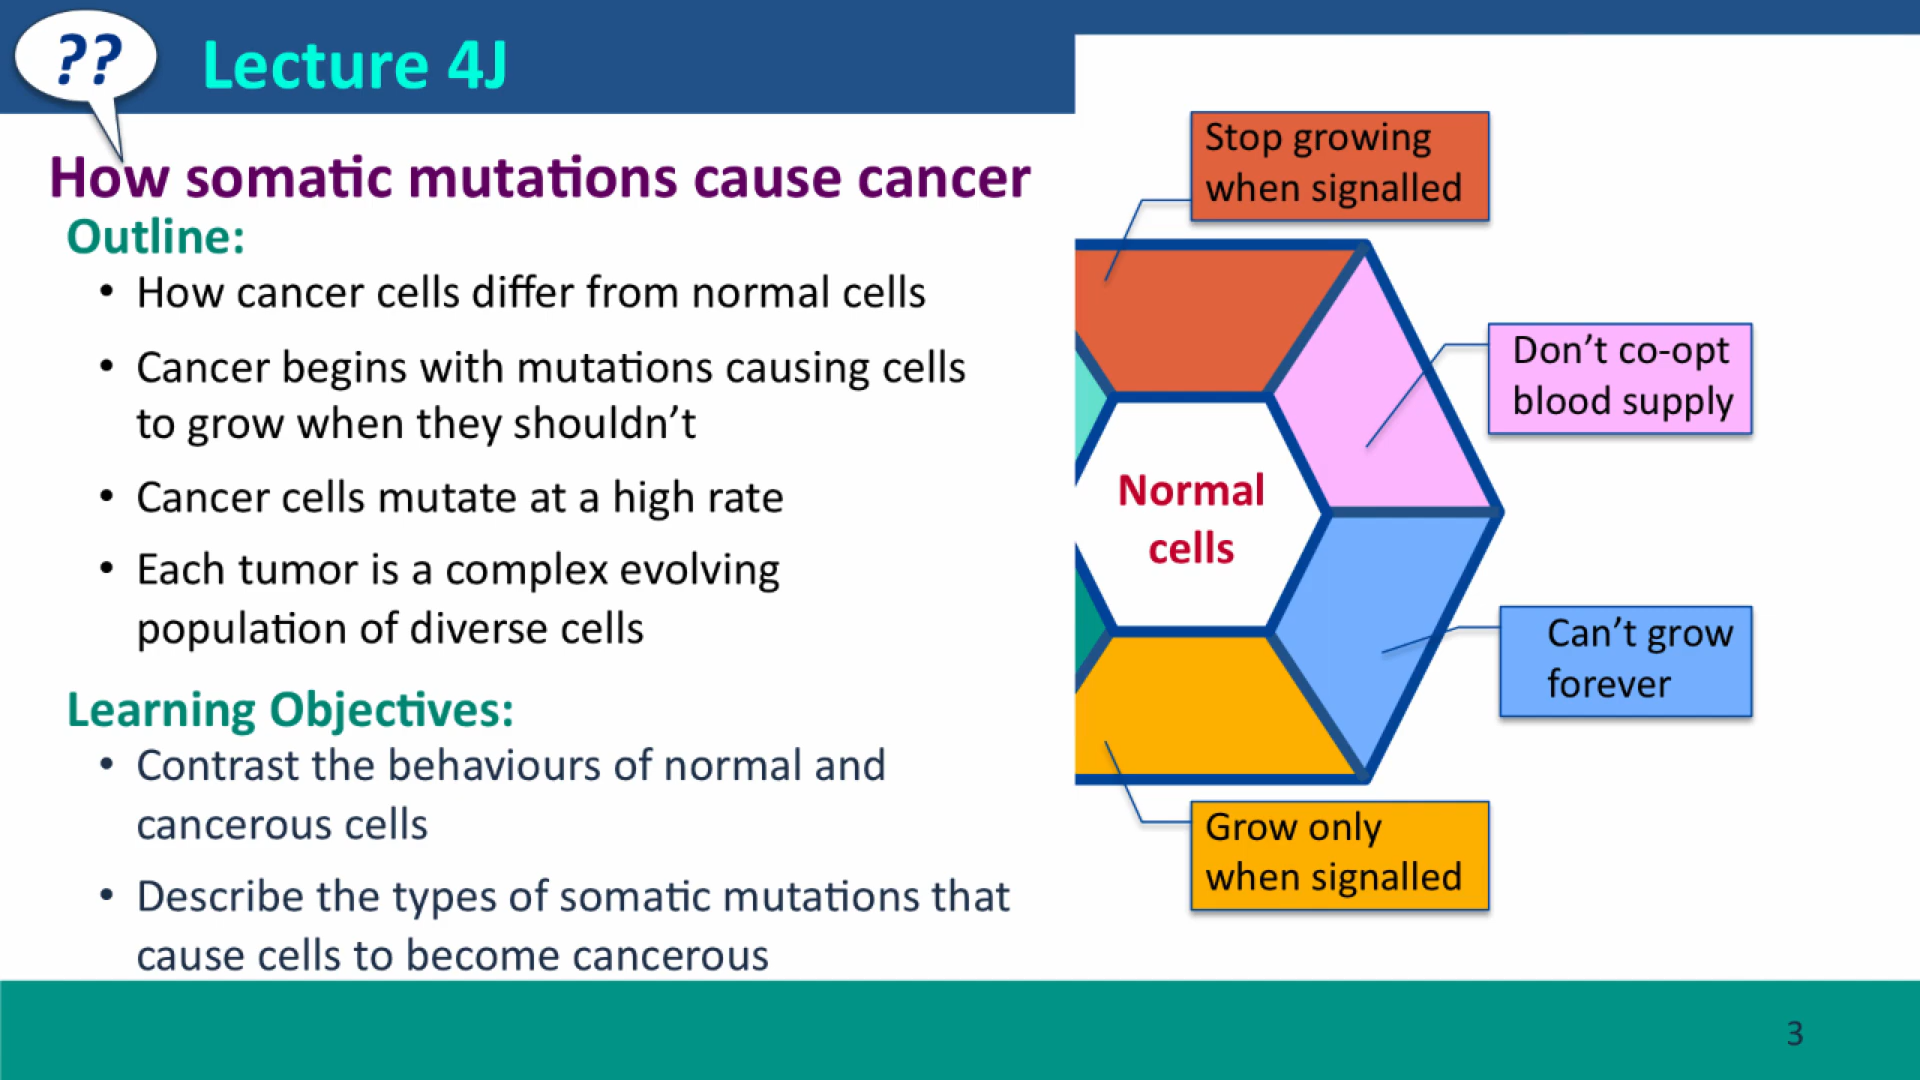 ??
Lecture 4J
How somatic mutations cause cancer
Outline:
• How cancer cells differ from normal cells
• Cancer begins with mutations causing cells
to grow when they shouldn’t
• Cancer cells mutate at a high rate
• Each tumor is a complex evolving
population of diverse cells
Learning Objectives:
• Contrast the behaviours of normal and
cancerous cells
• Describe the types of somatic mutations that
cause cells to become cancerous
Stop growing
when signalled
Don’t co-opt
blood supply
Normal
cells
Can’t grow
forever
Grow only
when signalled
3